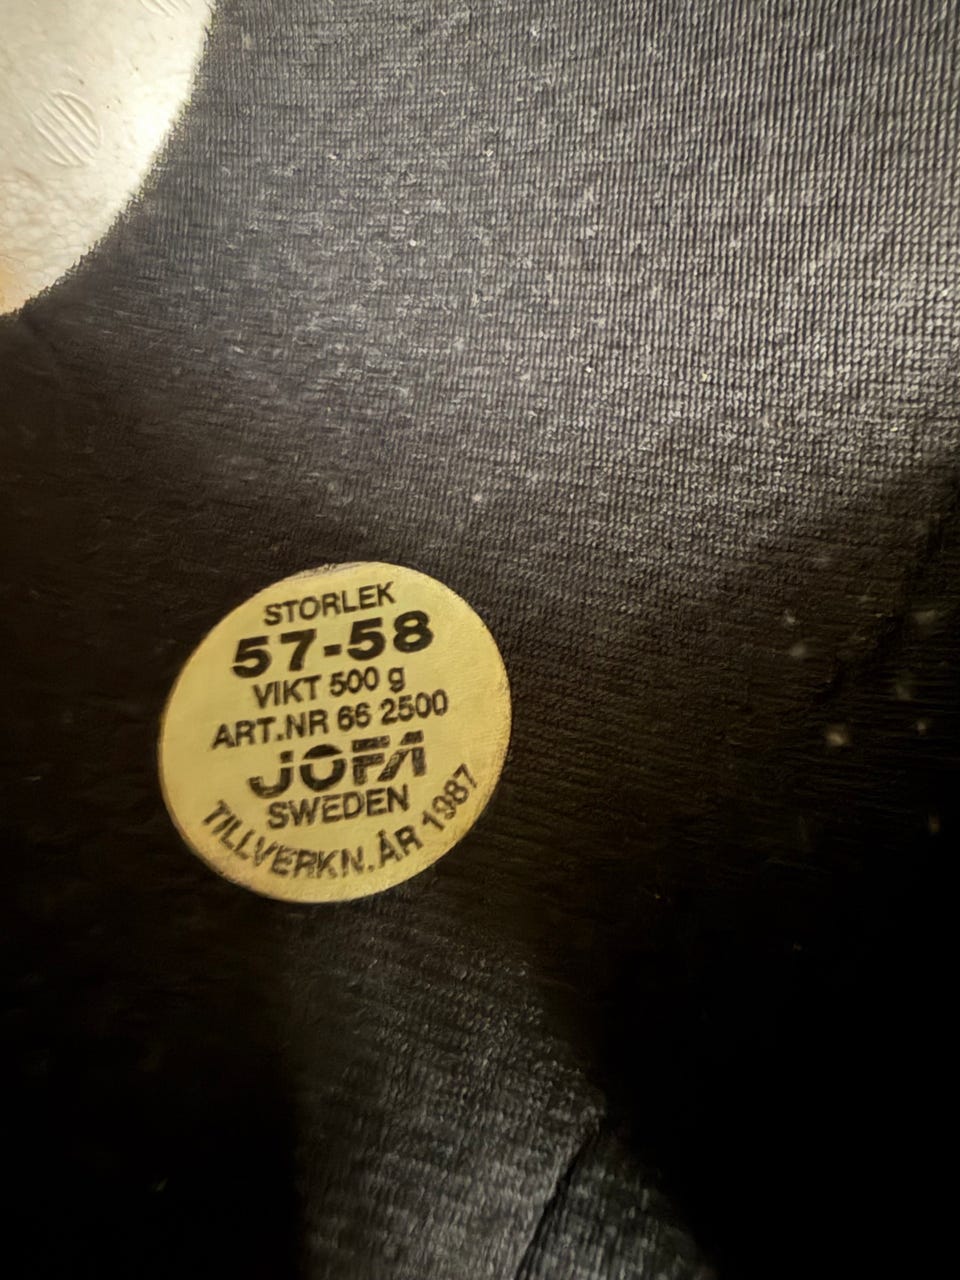 STORLEK
57-58
VIKT 500 g
ART.NR 66 2500
JOFA
SWEDEN
TILLVERKN.ÅR 1987